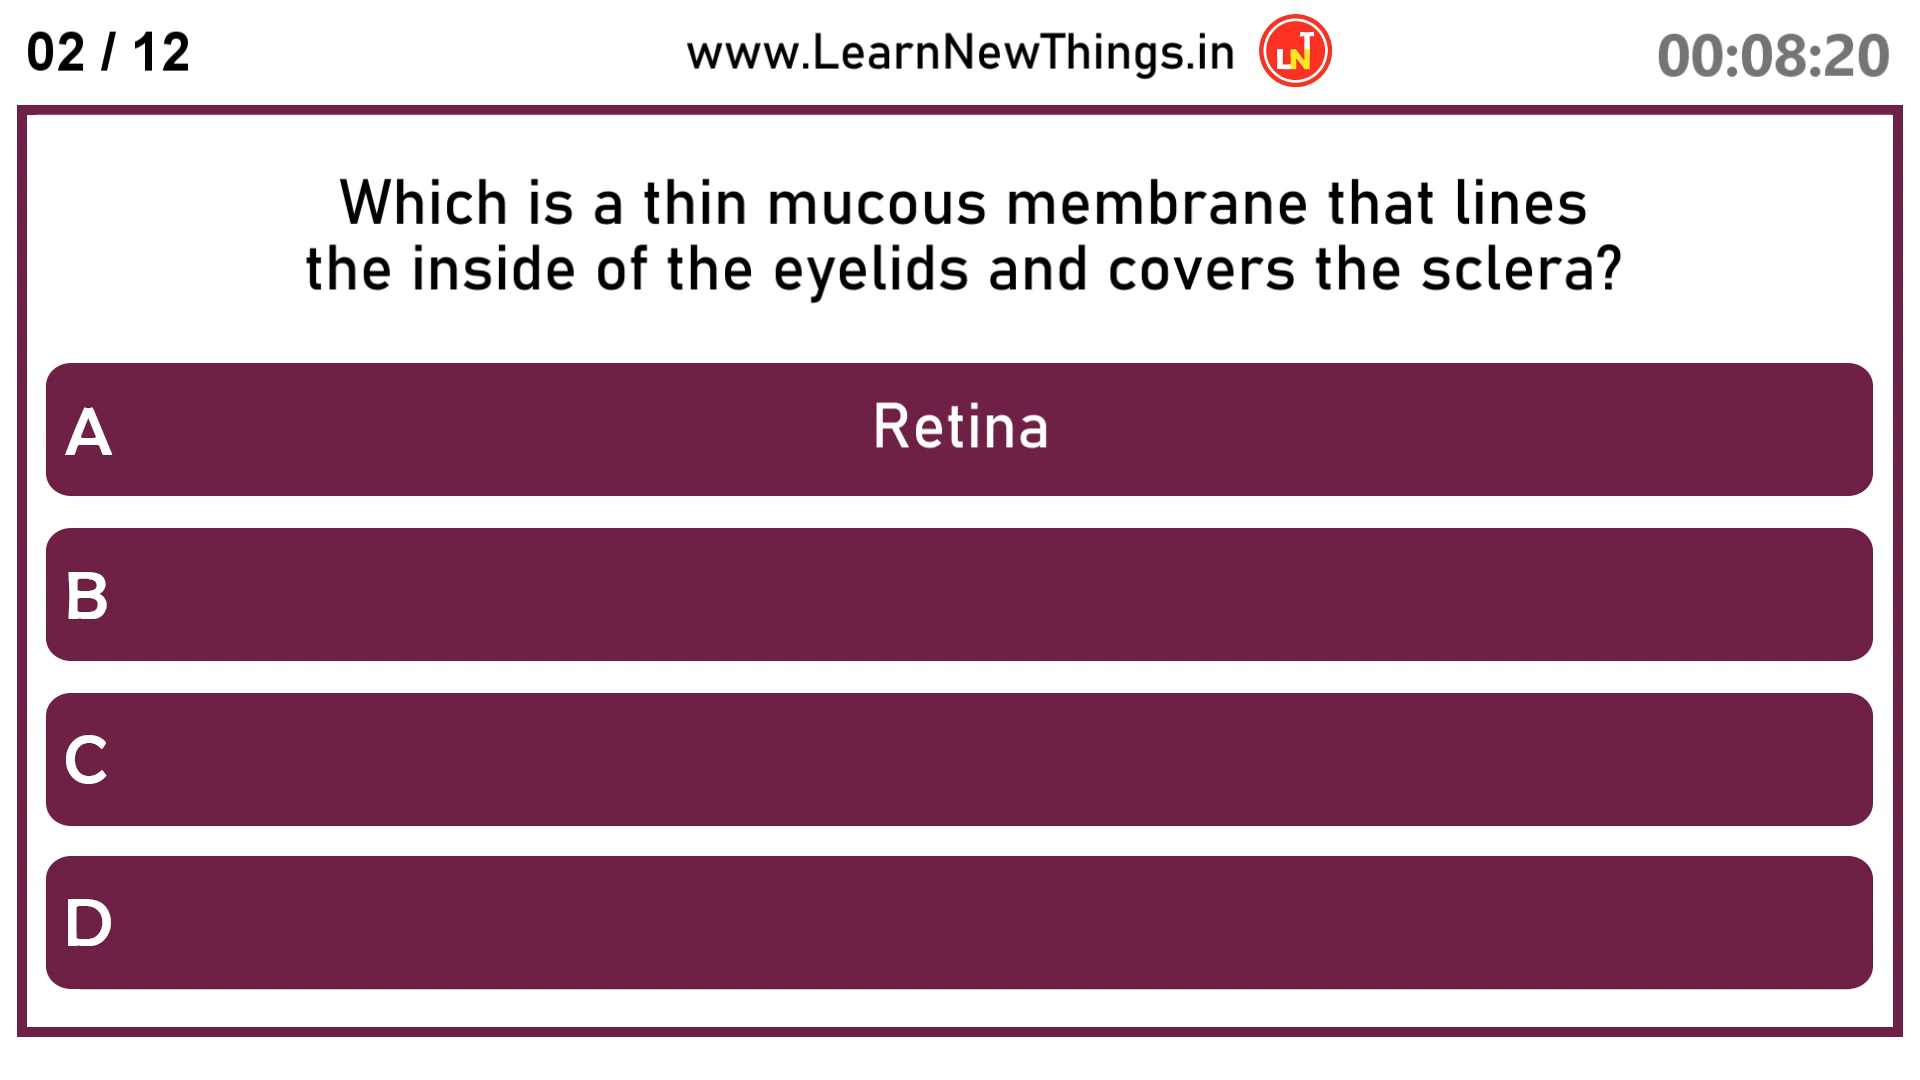 02 / 12
www.LearnNewThings.in
LNT
00:08:20
Which is a thin mucous membrane that lines
the inside of the eyelids and covers the sclera?
A
Retina
B
C
D